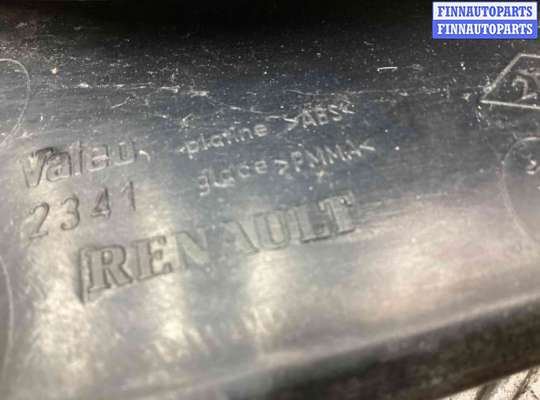 FINNAUTOPARTS
FINNAUTOPARTS
Valeo platine >ABS<
2341 glace >PMMA<
RENAULT